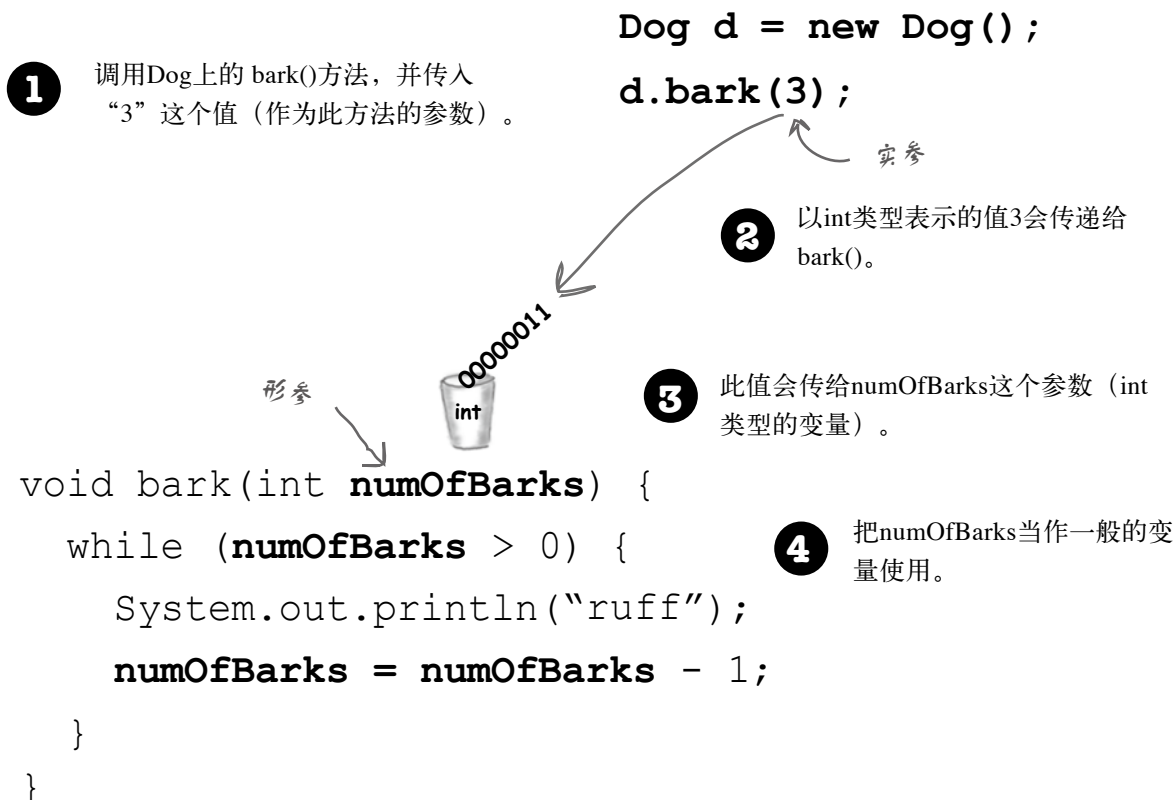 Dog d = new Dog();
d.bark(3);
1
调用Dog上的 bark()方法，并传入
“3”这个值（作为此方法的参数）。
实参
2
以int类型表示的值3会传递给
bark()。
00000011
int
形参
3
此值会传给numOfBarks这个参数（int
类型的变量）。
void bark(int numOfBarks) {
while (numOfBarks > 0) {
4
把numOfBarks当作一般的变
量使用。
System.out.println(“ruff”);
numOfBarks = numOfBarks - 1;
}
}